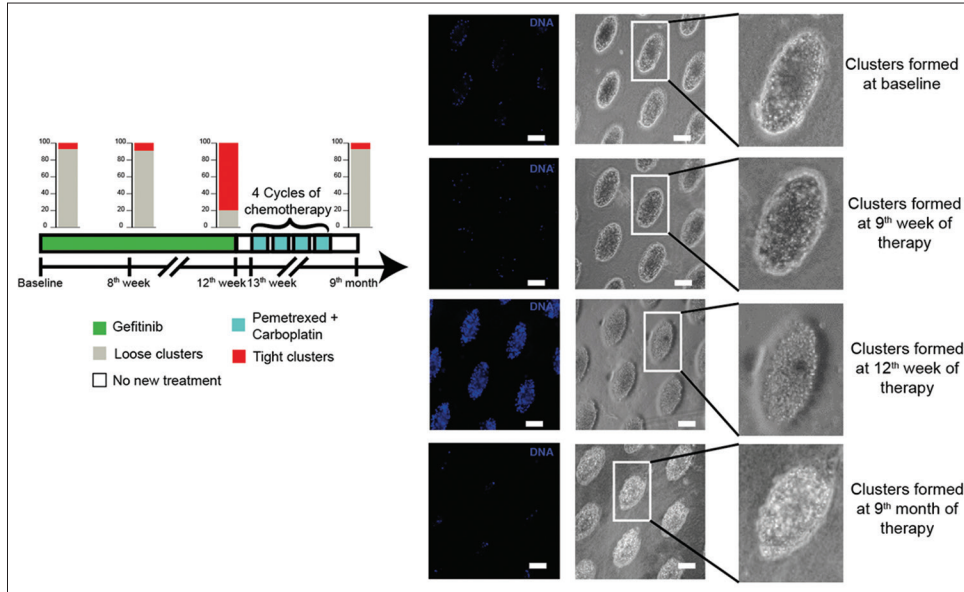 100
80
60
40
20
0
100
80
60
40
20
0
100
80
60
40
20
0
100
80
60
40
20
0
4 Cycles of
chemotherapy
Baseline
8th week
12th week
13th week
9th month
Gefitinib
Pemetrexed +
Carboplatin
Loose clusters
Tight clusters
No new treatment
DNA
Clusters formed
at baseline
DNA
Clusters formed
at 9th week of
therapy
DNA
Clusters formed
at 12th week of
therapy
DNA
Clusters formed
at 9th month of
therapy